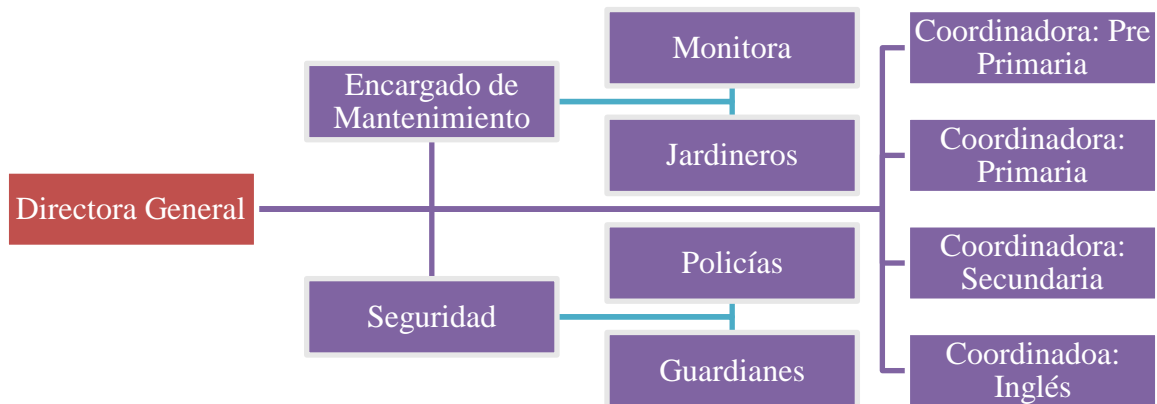 Directora General
Encargado de
Mantenimiento
Seguridad
Monitora
Jardineros
Policías
Guardianes
Coordinadora: Pre
Primaria
Coordinadora:
Primaria
Coordinadora:
Secundaria
Coordinadoa:
Inglés